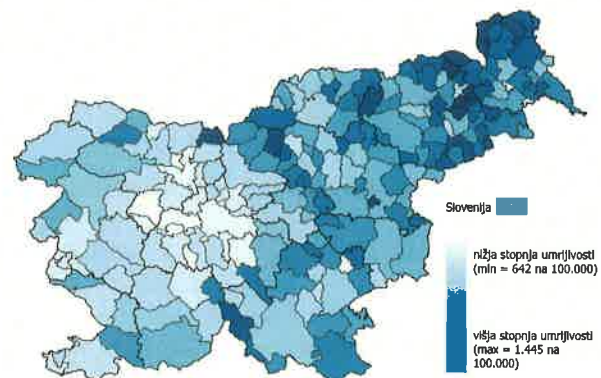 Slovenija
nižja stopnja umrljivosti
(min = 642 na 100.000)
višja stopnja umrljivosti
(max = 1.445 na
100.000)